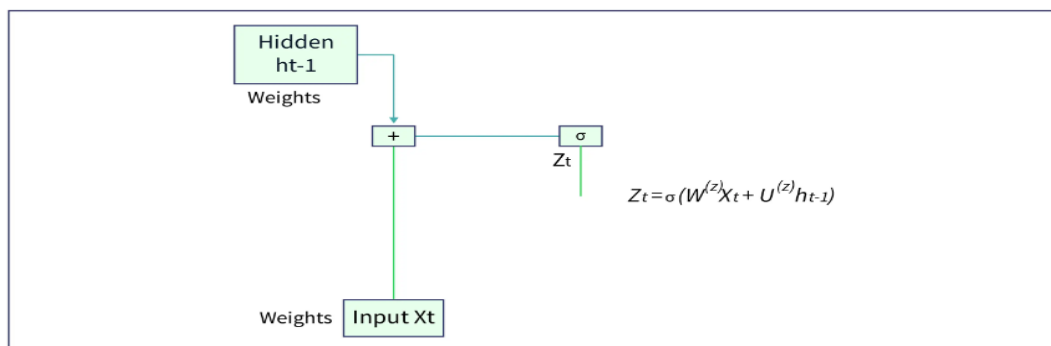 Hidden
ht-1
Weights
+
σ
Zt
Zt = σ (W(z)Xt + U(z)ht-1)
Weights
Input Xt